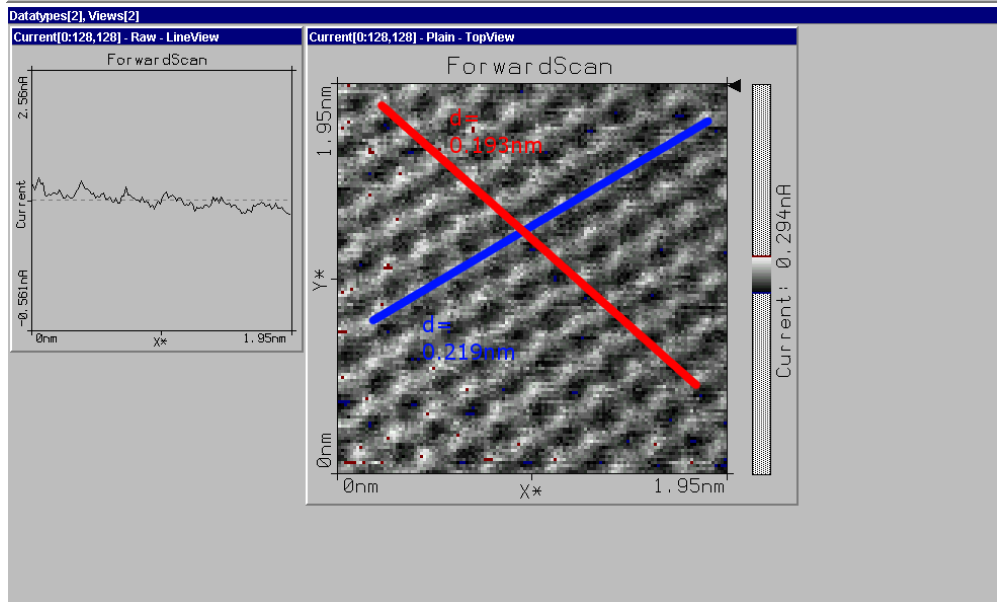 Datatypes[2], Views[2]
Current[0:128,128] - Raw - LineView
ForwardScan
2.56nA
Current
-0.561nA
0nm
X*
1.95nm
Current[0:128,128] - Plain - TopView
ForwardScan
1.95nm
Y*
0nm
d=
0.193nm
d=
0.219nm
0nm
X*
1.95nm
Current: 0.294nA